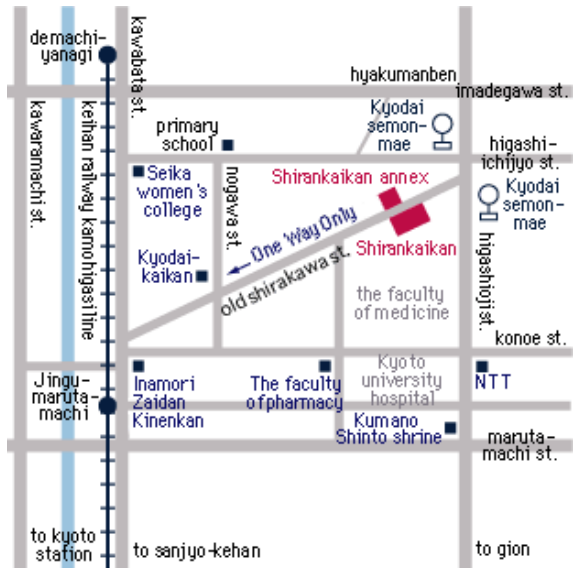 demachi-
yanagi
kawabata st.
hyakumanben
imadegawa st.
kawaramachi st.
keihan railway kamohigasi line
primary
school
Kyodai
semon-
mae
higashi-
ichijyo st.
Seika
women's
college
nogawa st.
Shirankaikan annex
Kyodai
semon-
mae
One Way Only
Kyodai-
kaikan
old shirakawa st.
Shirankaikan
higashioji st.
the faculty
of medicine
konoe st.
Jingu-
maruta-
machi
Inamori
Zaidan
Kinenkan
The faculty
of pharmacy
Kyoto
university
hospital
NTT
Kumano
Shinto shrine
maruta-
machi st.
to kyoto
station
to sanjyo-kehan
to gion